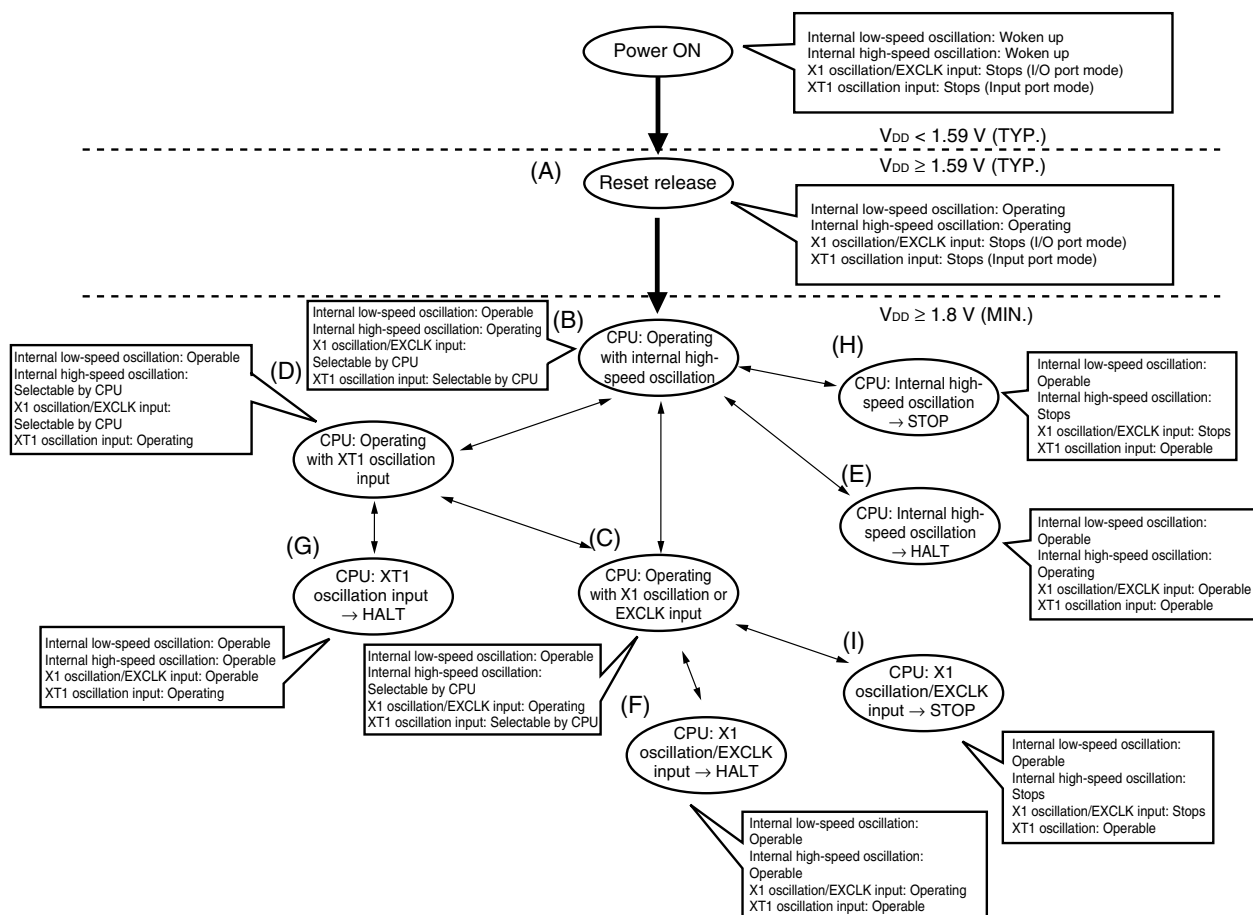 Power ON
Internal low-speed oscillation: Woken up
Internal high-speed oscillation: Woken up
X1 oscillation/EXCLK input: Stops (I/O port mode)
XT1 oscillation input: Stops (Input port mode)
VDD < 1.59 V (TYP.)
VDD ≥ 1.59 V (TYP.)
(A)
Reset release
Internal low-speed oscillation: Operating
Internal high-speed oscillation: Operating
X1 oscillation/EXCLK input: Stops (I/O port mode)
XT1 oscillation input: Stops (Input port mode)
VDD ≥ 1.8 V (MIN.)
(B)
Internal low-speed oscillation: Operable
Internal high-speed oscillation: Operating
X1 oscillation/EXCLK input:
Selectable by CPU
XT1 oscillation input: Selectable by CPU
CPU: Operating
with internal high-
speed oscillation
(H)
CPU: Internal high-
speed oscillation
→ STOP
Internal low-speed oscillation:
Operable
Internal high-speed oscillation:
Stops
X1 oscillation/EXCLK input: Stops
XT1 oscillation input: Operable
(D)
Internal low-speed oscillation: Operable
Internal high-speed oscillation:
Selectable by CPU
X1 oscillation/EXCLK input:
Selectable by CPU
XT1 oscillation input: Operating
CPU: Operating
with XT1 oscillation
input
(E)
CPU: Internal high-
speed oscillation
→ HALT
Internal low-speed oscillation:
Operable
Internal high-speed oscillation:
Operating
X1 oscillation/EXCLK input: Operable
XT1 oscillation input: Operable
(G)
CPU: XT1
oscillation input
→ HALT
Internal low-speed oscillation: Operable
Internal high-speed oscillation: Operable
X1 oscillation/EXCLK input: Operable
XT1 oscillation input: Operating
(C)
CPU: Operating
with X1 oscillation or
EXCLK input
Internal low-speed oscillation: Operable
Internal high-speed oscillation:
Selectable by CPU
X1 oscillation/EXCLK input: Operating
XT1 oscillation input: Selectable by CPU
(I)
CPU: X1
oscillation/EXCLK
input → STOP
Internal low-speed oscillation:
Operable
Internal high-speed oscillation:
Stops
X1 oscillation/EXCLK input: Stops
XT1 oscillation: Operable
(F)
CPU: X1
oscillation/EXCLK
input → HALT
Internal low-speed oscillation:
Operable
Internal high-speed oscillation:
Operable
X1 oscillation/EXCLK input: Operating
XT1 oscillation input: Operable